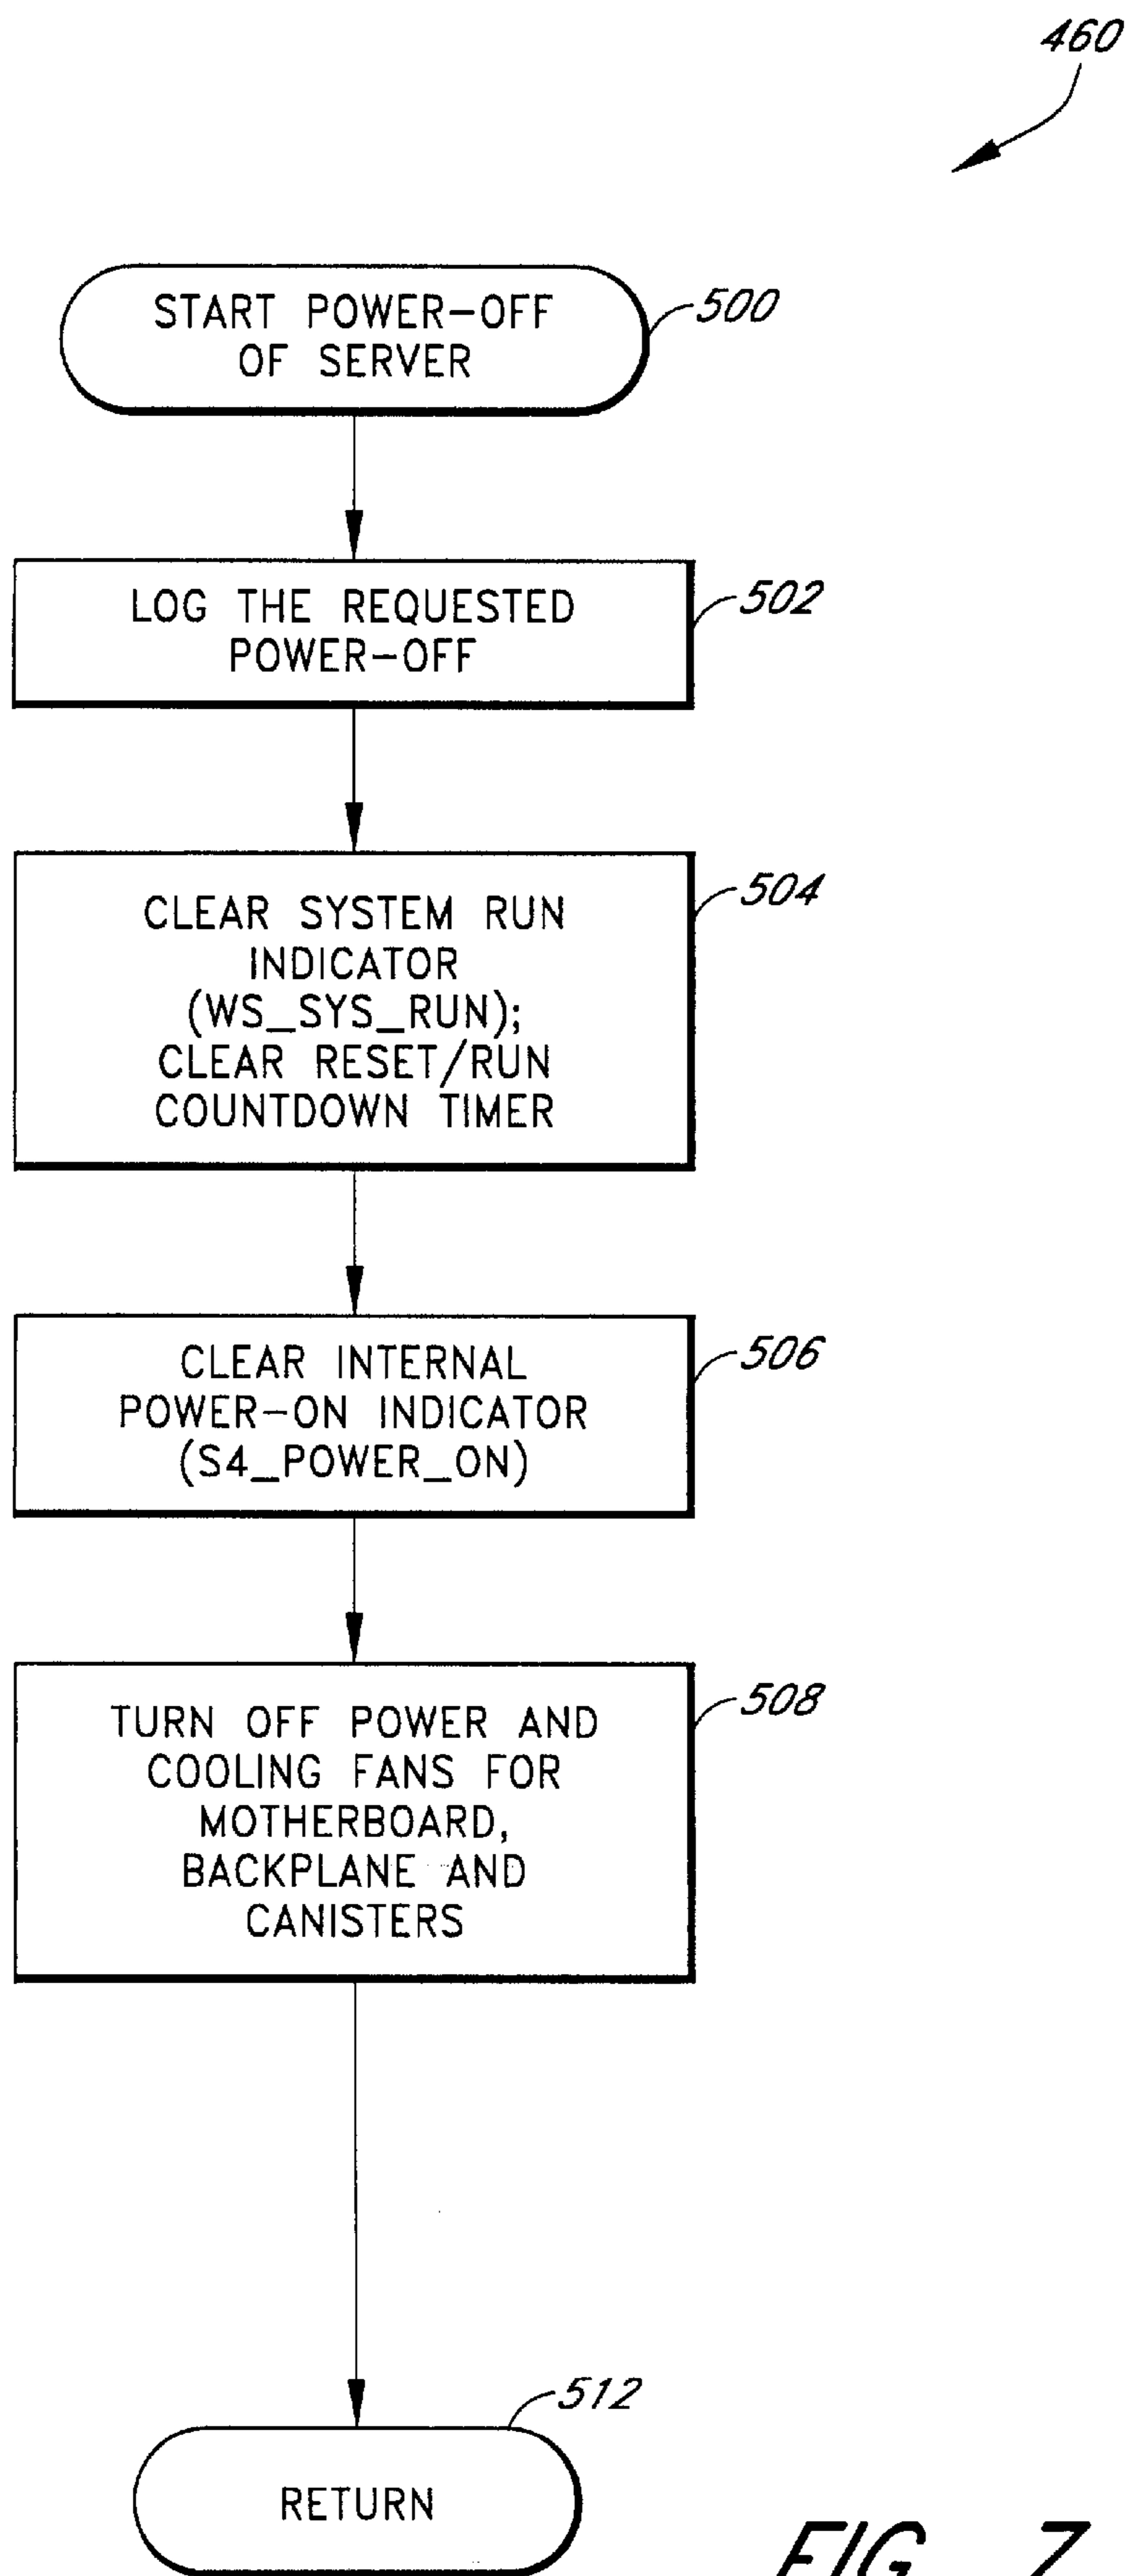 460
START POWER-OFF
OF SERVER
500
LOG THE REQUESTED
POWER-OFF
502
CLEAR SYSTEM RUN
INDICATOR
(WS_SYS_RUN);
CLEAR RESET/RUN
COUNTDOWN TIMER
504
CLEAR INTERNAL
POWER-ON INDICATOR
(S4_POWER_ON)
506
TURN OFF POWER AND
COOLING FANS FOR
MOTHERBOARD,
BACKPLANE AND
CANISTERS
508
512
RETURN
FIG. 7